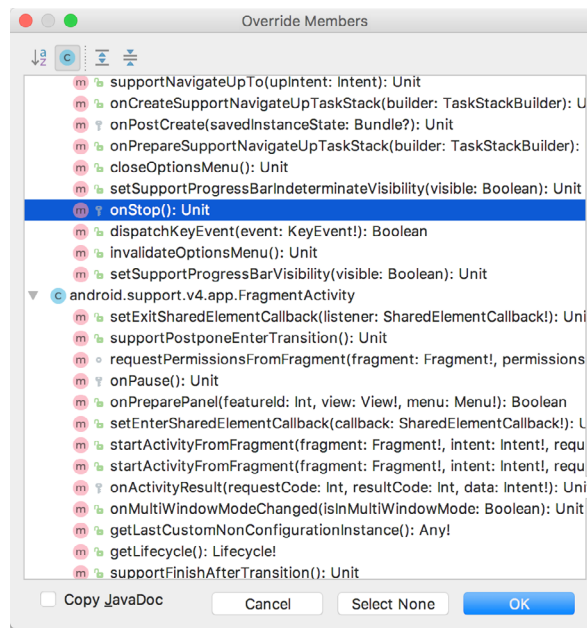 Override Members
supportNavigateUpTo(upIntent: Intent): Unit
onCreateSupportNavigateUpTaskStack(builder: TaskStackBuilder): U
onPostCreate(savedInstanceState: Bundle?): Unit
onPrepareSupportNavigateUpTaskStack(builder: TaskStackBuilder):
closeOptionsMenu(): Unit
setSupportProgressBarIndeterminateVisibility(visible: Boolean): Unit
onStop(): Unit
dispatchKeyEvent(event: KeyEvent!): Boolean
invalidateOptionsMenu(): Unit
setSupportProgressBarVisibility(visible: Boolean): Unit
android.support.v4.app.FragmentActivity
setExitSharedElementCallback(listener: SharedElementCallback!): Uni
supportPostponeEnterTransition(): Unit
requestPermissionsFromFragment(fragment: Fragment!, permissions
onPause(): Unit
onPreparePanel(featureId: Int, view: View!, menu: Menu!): Boolean
setEnterSharedElementCallback(callback: SharedElementCallback!): U
startActivityFromFragment(fragment: Fragment!, intent: Intent!, requ
startActivityFromFragment(fragment: Fragment!, intent: Intent!, requ
onActivityResult(requestCode: Int, resultCode: Int, data: Intent!): Uni
onMultiWindowModeChanged(isInMultiWindowMode: Boolean): Unit
getLastCustomNonConfigurationInstance(): Any!
getLifecycle(): Lifecycle!
supportFinishAfterTransition(): Unit
Copy JavaDoc Cancel Select None OK